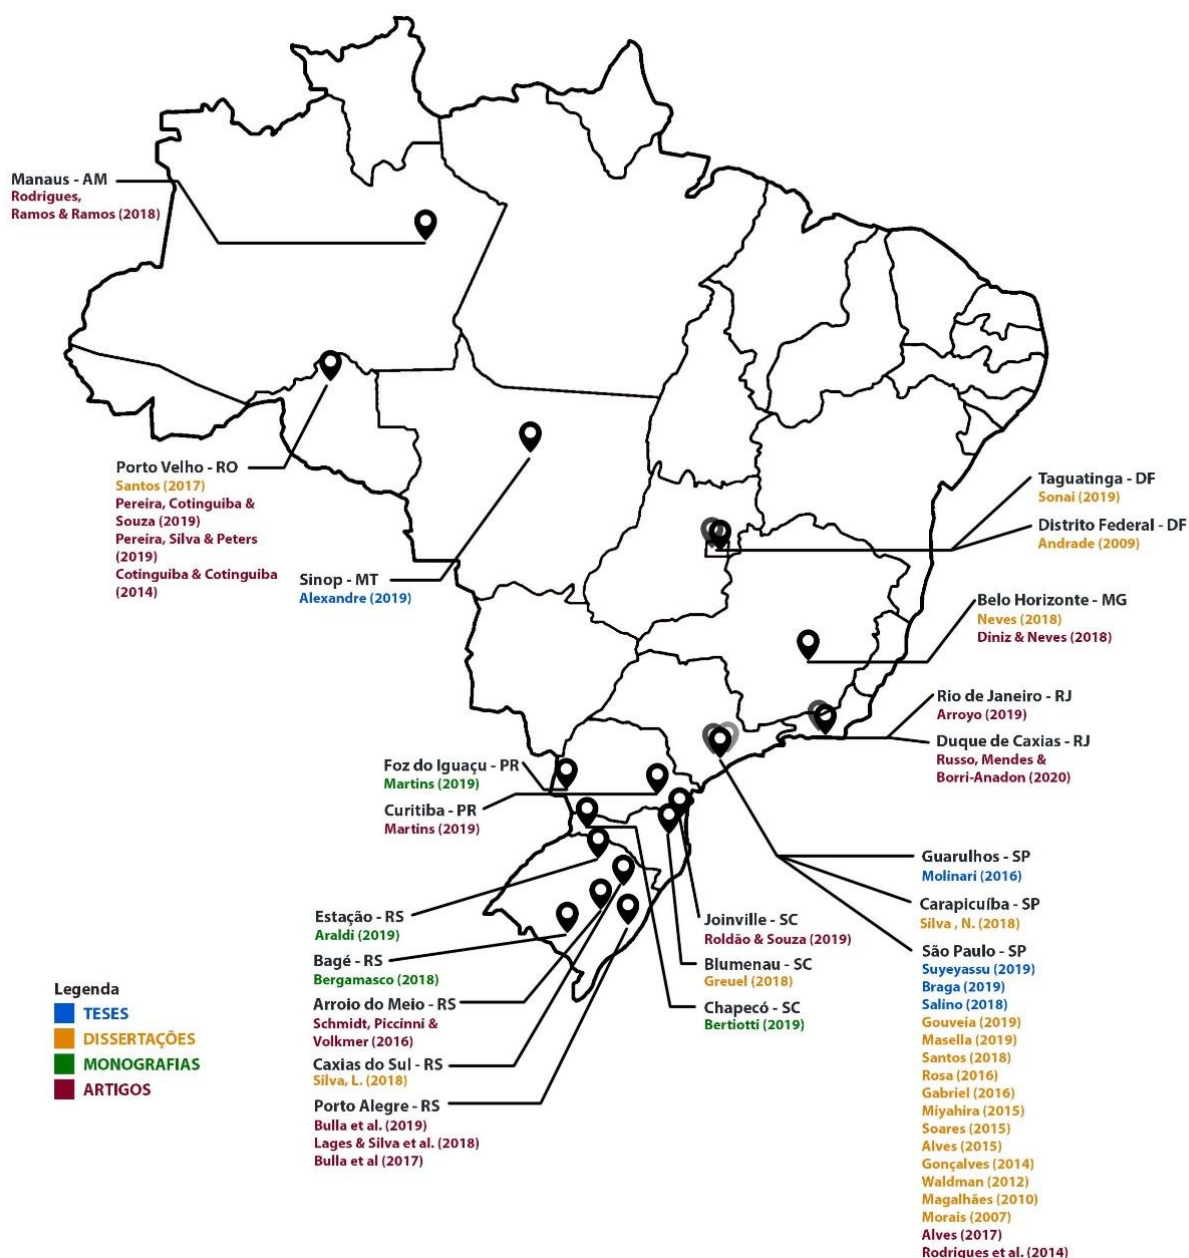 Manaus - AM
Rodrigues,
Ramos & Ramos (2018)
Porto Velho - RO
Santos (2017)
Pereira, Cotinguiba &
Souza (2019)
Pereira, Silva & Peters
(2019)
Cotinguiba & Cotinguiba
(2014)
Sinop - MT
Alexandre (2019)
Taguatinga - DF
Sonai (2019)
Distrito Federal - DF
Andrade (2009)
Belo Horizonte - MG
Neves (2018)
Diniz & Neves (2018)
Rio de Janeiro - RJ
Arroyo (2019)
Duque de Caxias - RJ
Russo, Mendes &
Borri-Anadon (2020)
Foz do Iguaçu - PR
Martins (2019)
Curitiba - PR
Martins (2019)
Guarulhos - SP
Molinari (2016)
Carapicuíba - SP
Silva , N. (2018)
São Paulo - SP
Suyeyassu (2019)
Braga (2019)
Salino (2018)
Gouveia (2019)
Masella (2019)
Santos (2018)
Rosa (2016)
Gabriel (2016)
Miyahira (2015)
Soares (2015)
Alves (2015)
Gonçalves (2014)
Waldman (2012)
Magalhães (2010)
Morais (2007)
Alves (2017)
Rodrigues et al. (2014)
Estação - RS
Araldí (2019)
Bagé - RS
Bergamasco (2018)
Arroio do Meio - RS
Schmidt, Piccinni &
Volkmer (2016)
Caxias do Sul - RS
Silva, L. (2018)
Porto Alegre - RS
Bulla et al. (2019)
Lages & Silva et al. (2018)
Bulla et al (2017)
Joinville - SC
Roldão & Souza (2019)
Blumenau - SC
Greuel (2018)
Chapecó - SC
Bertiotti (2019)
Legenda
TESES
DISSERTAÇÕES
MONOGRAFIAS
ARTIGOS